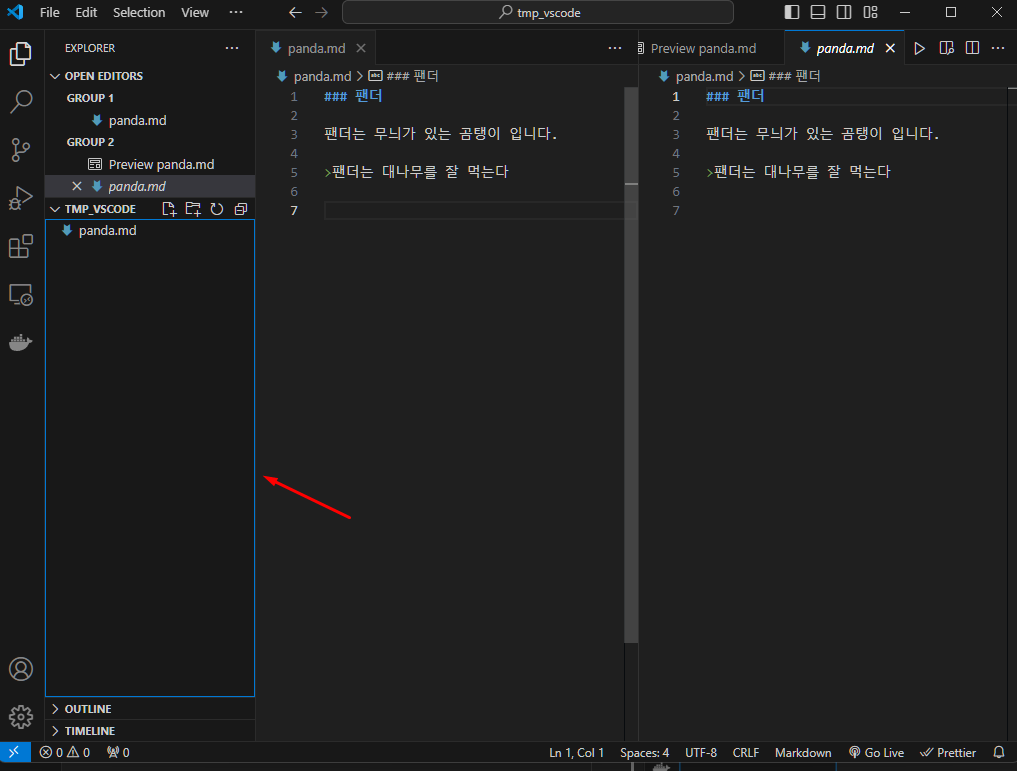 File Edit Selection View ··· tmp_vscode
EXPLORER ···
OPEN EDITORS
GROUP 1
panda.md
GROUP 2
Preview panda.md
panda.md
TMP_VSCODE
panda.md
OUTLINE
TIMELINE
panda.md ···
panda.md > ### 팬더
1 ### 팬더
2
3 팬더는 무늬가 있는 곰탱이 입니다.
4
5 >팬더는 대나무를 잘 먹는다
6
7
Preview panda.md panda.md ···
panda.md > ### 팬더
1 ### 팬더
2
3 팬더는 무늬가 있는 곰탱이 입니다.
4
5 >팬더는 대나무를 잘 먹는다
6
7
0 0 0 Ln 1, Col 1 Spaces: 4 UTF-8 CRLF Markdown Go Live Prettier